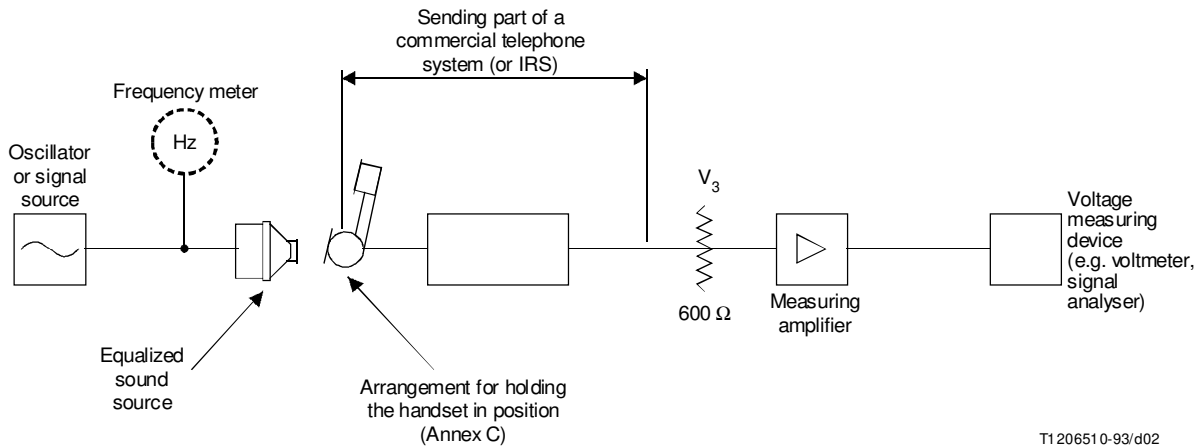 Sending part of a
commercial telephone
system (or IRS)
Frequency meter
Hz
Oscillator
or signal
source
V3
Voltage
measuring
device
(e.g. voltmeter,
signal
analyser)
600 Ω
Measuring
amplifier
Equalized
sound
source
Arrangement for holding
the handset in position
(Annex C)
T1206510-93/d02